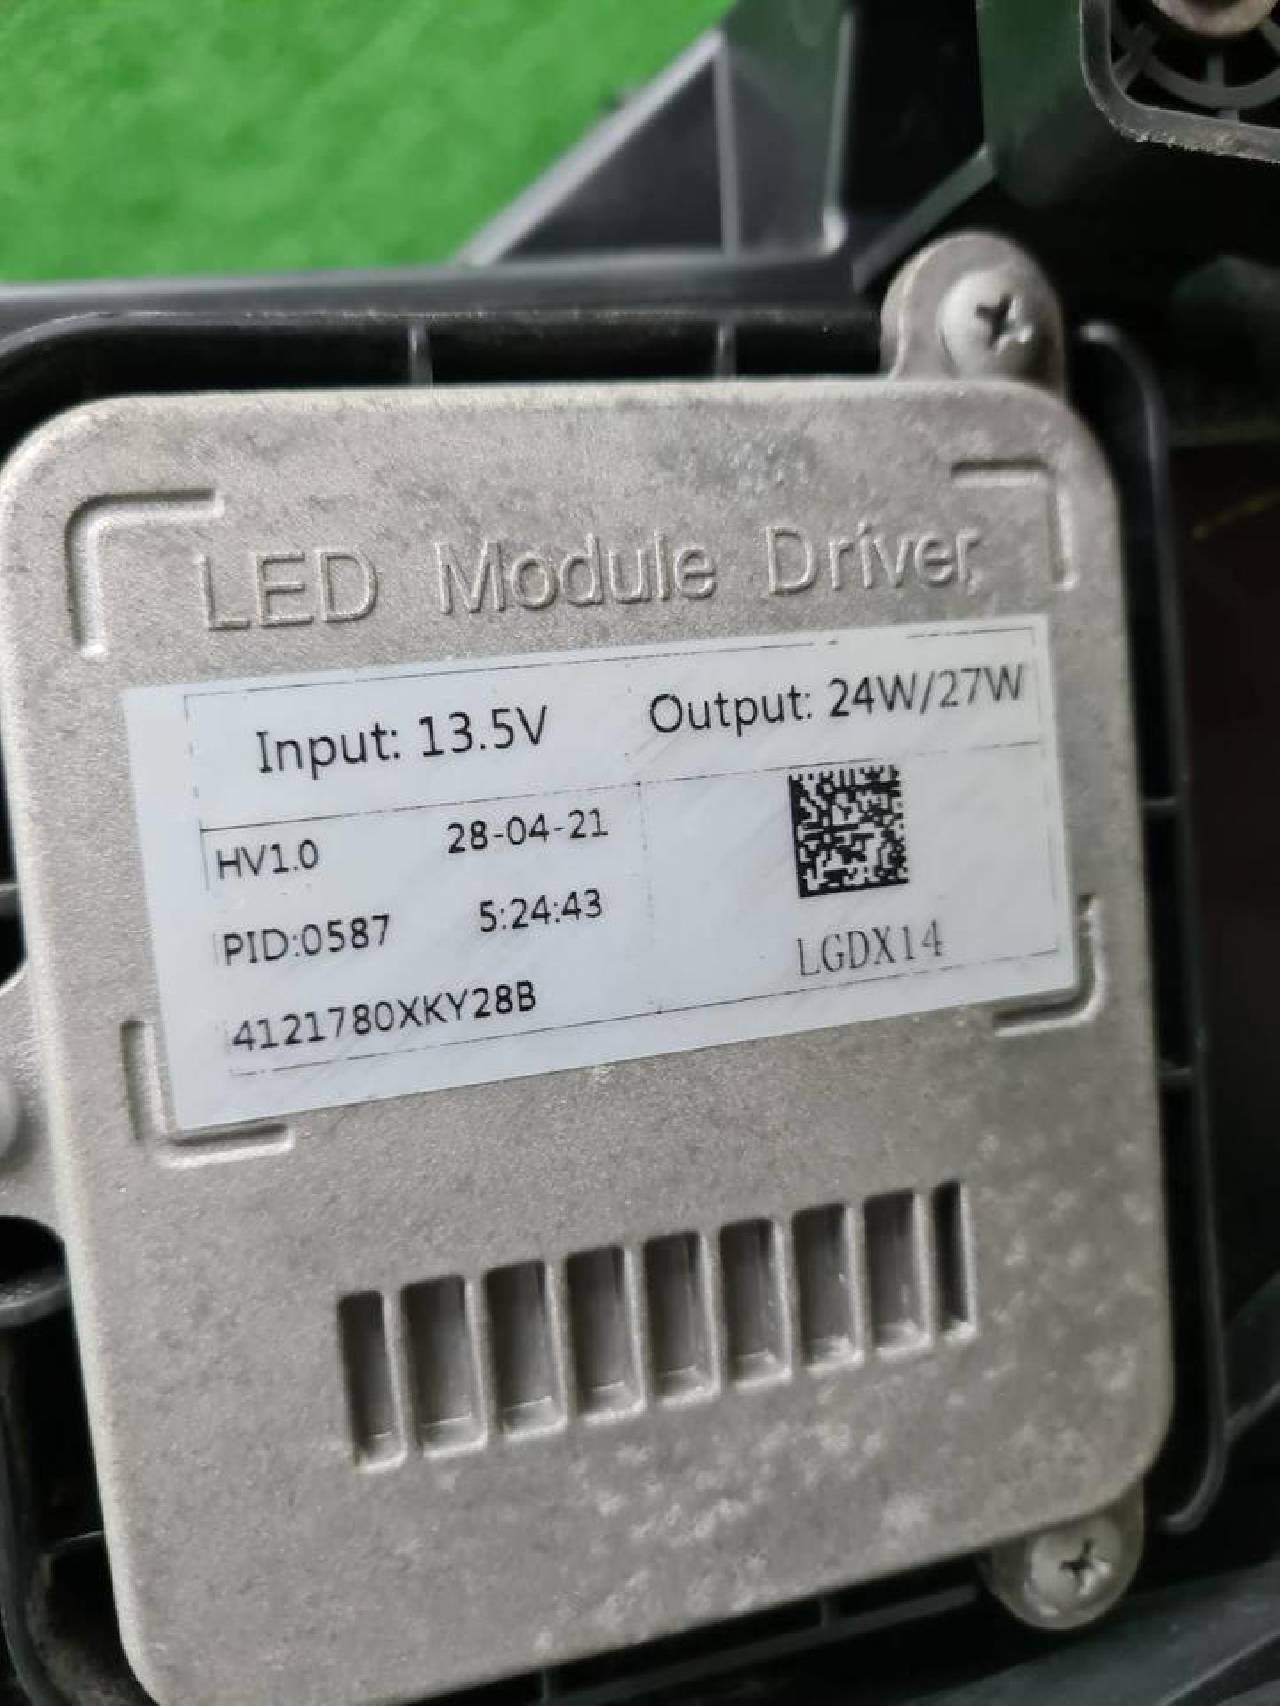 LED Module Driver
Input: 13.5V Output: 24W/27W
HV1.0 28-04-21
PID:0587 5:24:43
4121780XKY28B
LGDX14